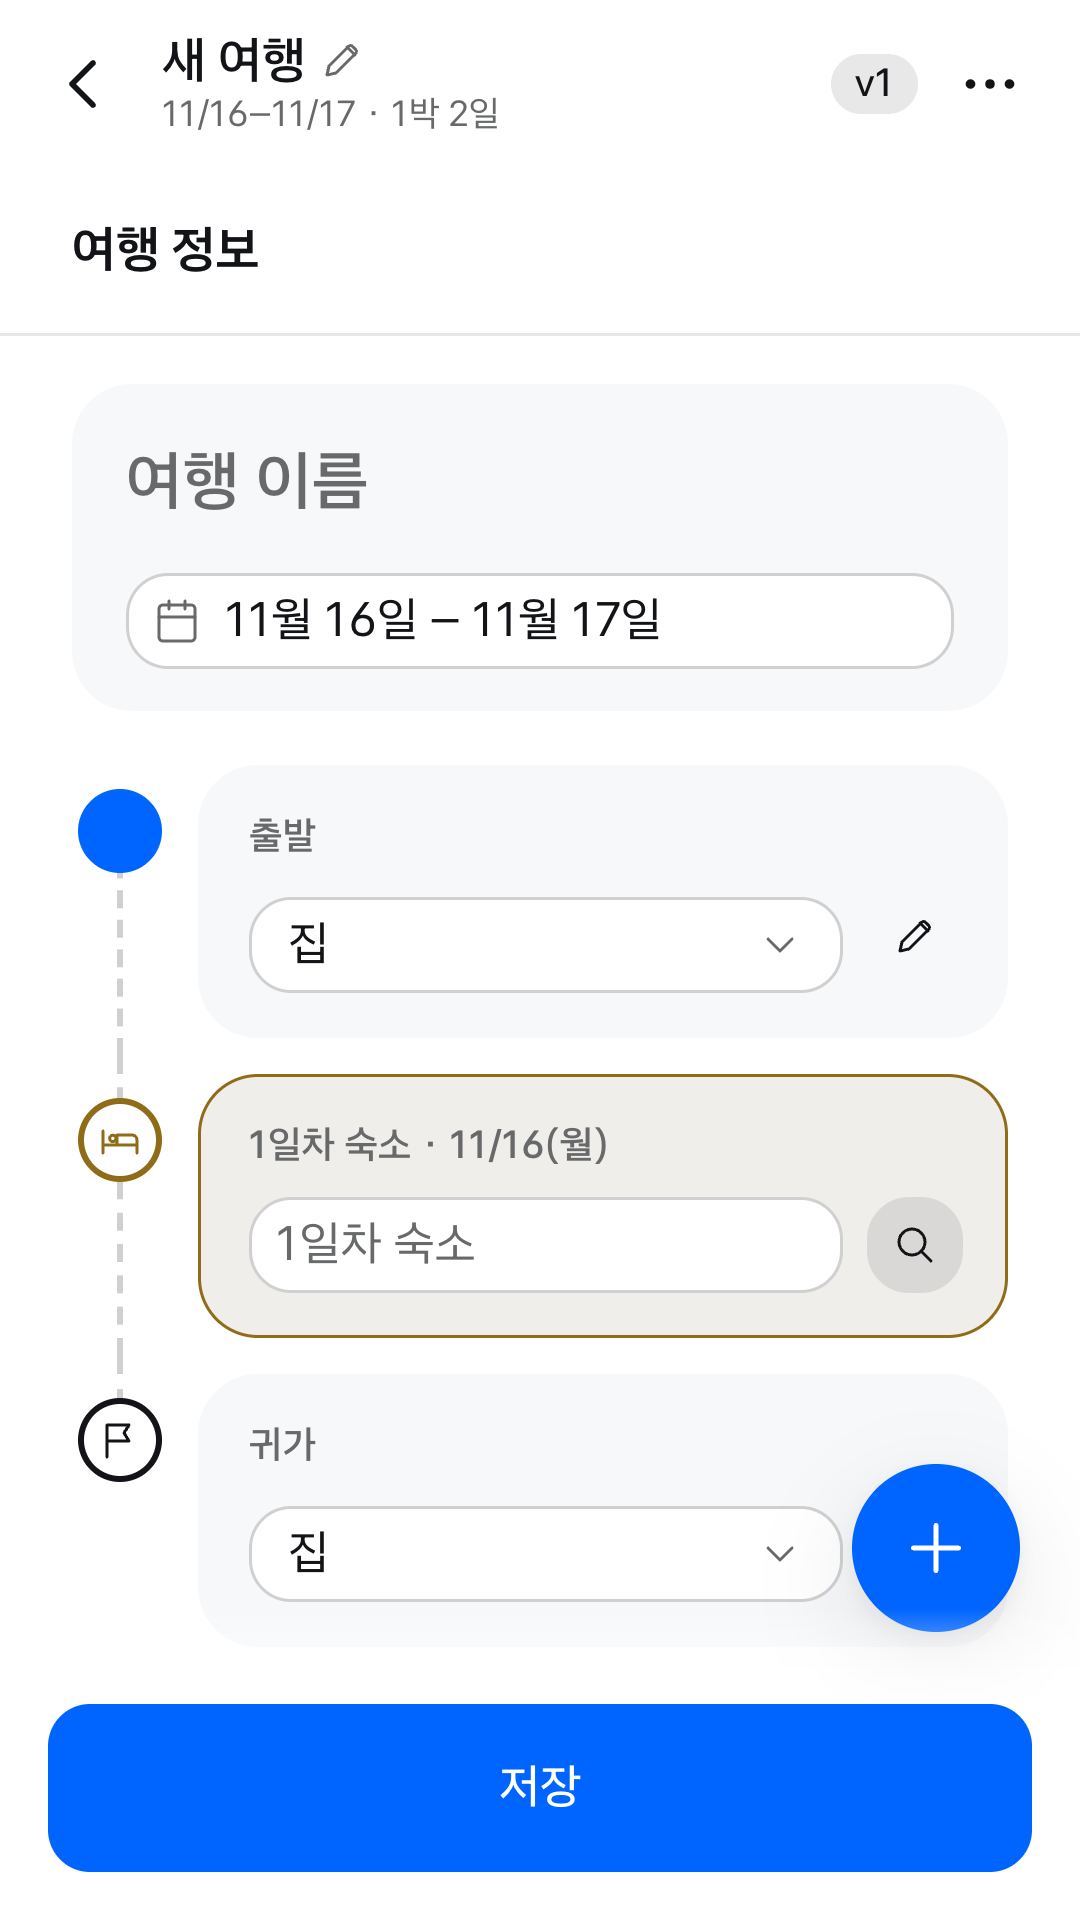 새 여행
11/16–11/17 · 1박 2일
v1
여행 정보
여행 이름
11월 16일 – 11월 17일
출발
집
1일차 숙소 · 11/16(월)
1일차 숙소
귀가
집
저장